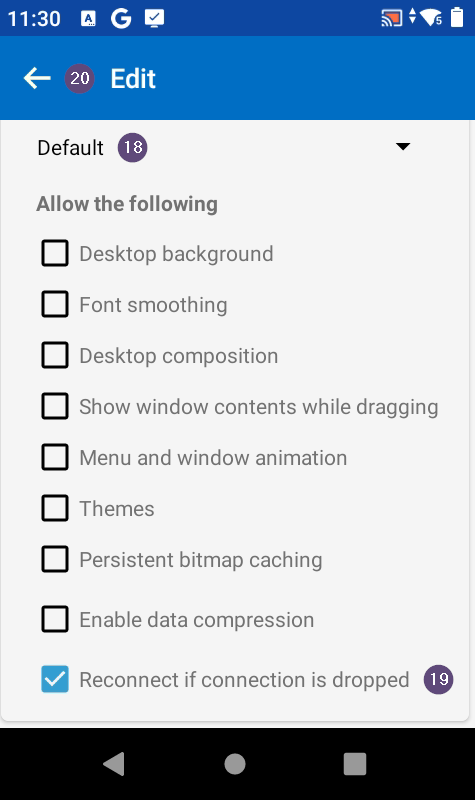 11:30 A G 5
20 Edit
Default 18
Allow the following
Desktop background
Font smoothing
Desktop composition
Show window contents while dragging
Menu and window animation
Themes
Persistent bitmap caching
Enable data compression
Reconnect if connection is dropped 19